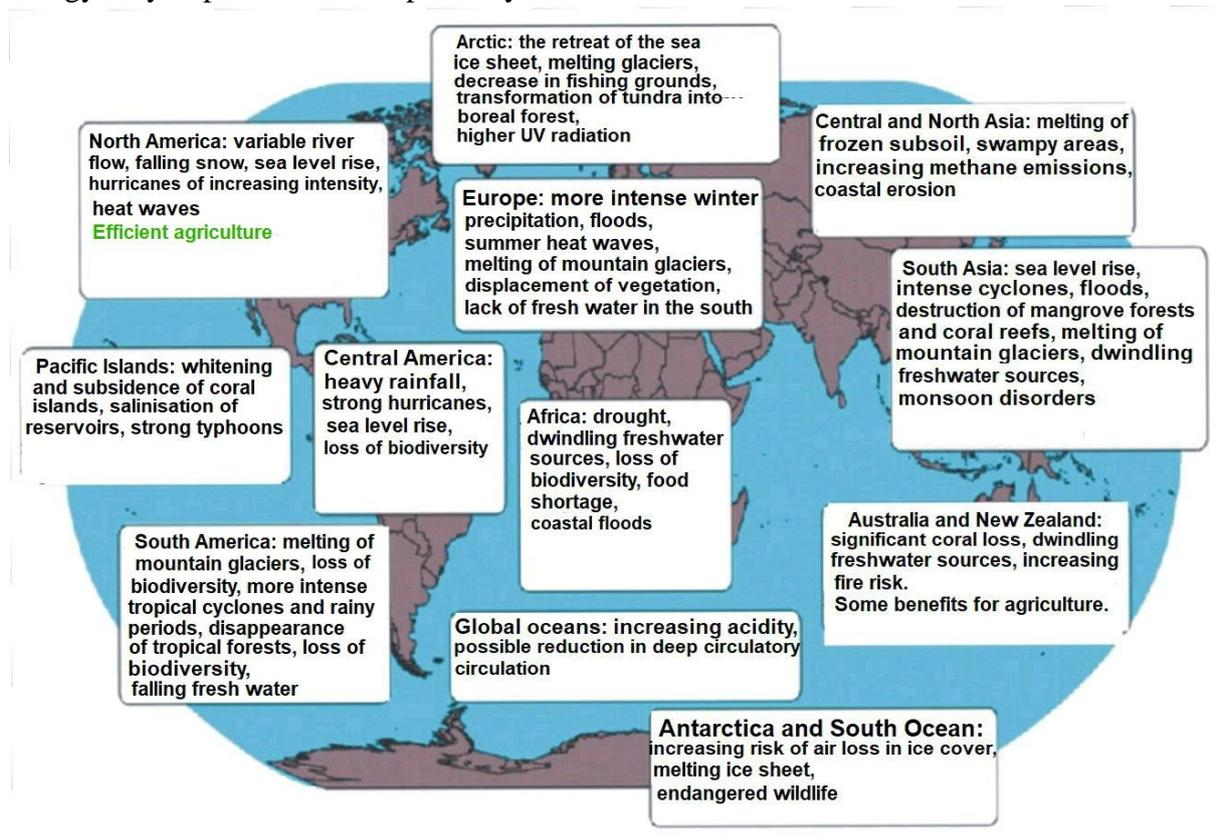 Arctic: the retreat of the sea
ice sheet, melting glaciers,
decrease in fishing grounds,
transformation of tundra into----
boreal forest,
higher UV radiation
North America: variable river
flow, falling snow, sea level rise,
hurricanes of increasing intensity,
heat waves
Efficient agriculture
Central and North Asia: melting of
frozen subsoil, swampy areas,
increasing methane emissions,
coastal erosion
Europe: more intense winter
precipitation, floods,
summer heat waves,
melting of mountain glaciers,
displacement of vegetation,
lack of fresh water in the south
South Asia: sea level rise,
intense cyclones, floods,
destruction of mangrove forests
and coral reefs, melting of
mountain glaciers, dwindling
freshwater sources,
monsoon disorders
Pacific Islands: whitening
and subsidence of coral
islands, salinisation of
reservoirs, strong typhoons
Central America:
heavy rainfall,
strong hurricanes,
sea level rise,
loss of biodiversity
Africa: drought,
dwindling freshwater
sources, loss of
biodiversity, food
shortage,
coastal floods
Australia and New Zealand:
significant coral loss, dwindling
freshwater sources, increasing
fire risk.
Some benefits for agriculture.
South America: melting of
mountain glaciers, loss of
biodiversity, more intense
tropical cyclones and rainy
periods, disappearance
of tropical forests, loss of
biodiversity,
falling fresh water
Global oceans: increasing acidity,
possible reduction in deep circulatory
circulation
Antarctica and South Ocean:
increasing risk of air loss in ice cover,
melting ice sheet,
endangered wildlife